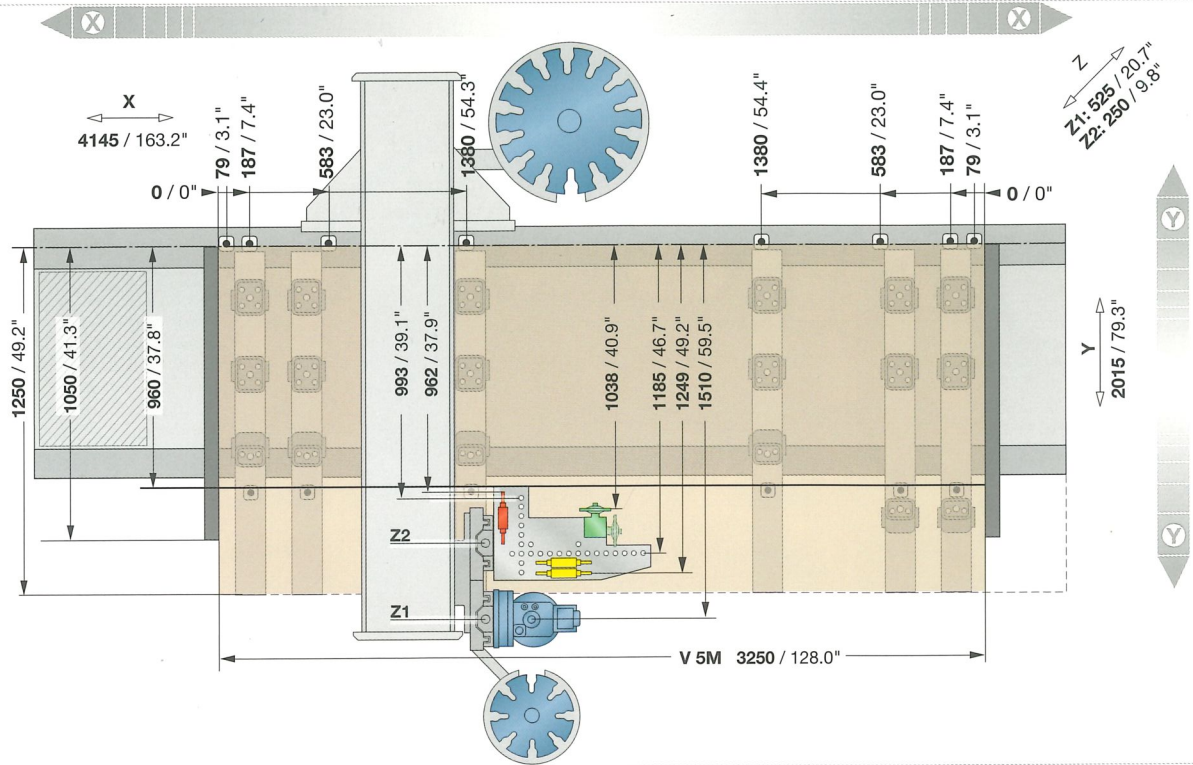 X
X
X
4145 / 163.2"
0 / 0"
79 / 3.1"
187 / 7.4"
583 / 23.0"
1380 / 54.3"
1380 / 54.4"
583 / 23.0"
187 / 7.4"
79 / 3.1"
0 / 0"
Z
Z1: 525 / 20.7"
Z2: 250 / 9.8"
Y
1250 / 49.2"
1050 / 41.3"
960 / 37.8"
993 / 39.1"
962 / 37.9"
1038 / 40.9"
1185 / 46.7"
1249 / 49.2"
1510 / 59.5"
Y
2015 / 79.3"
Z2
Y
Z1
V 5M 3250 / 128.0"